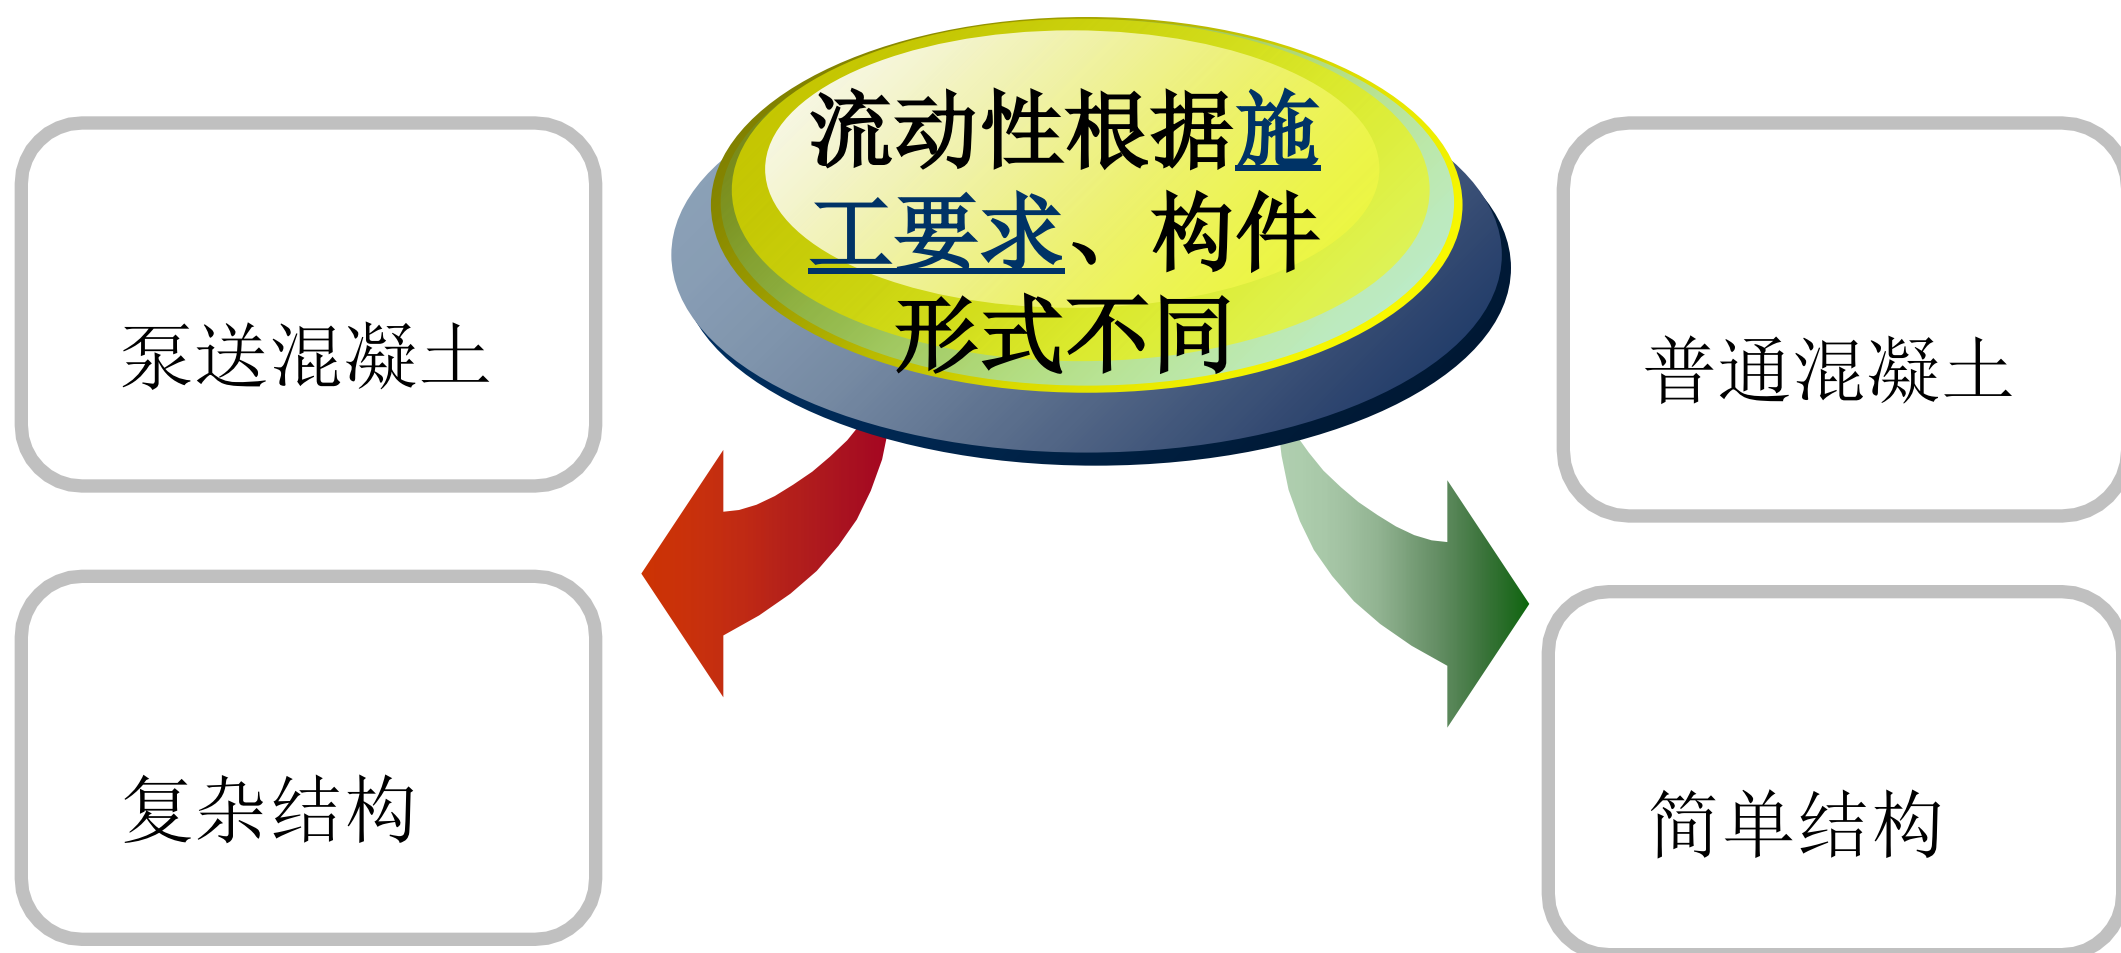 流动性根据施
工要求、构件
形式不同
泵送混凝土
普通混凝土
复杂结构
简单结构